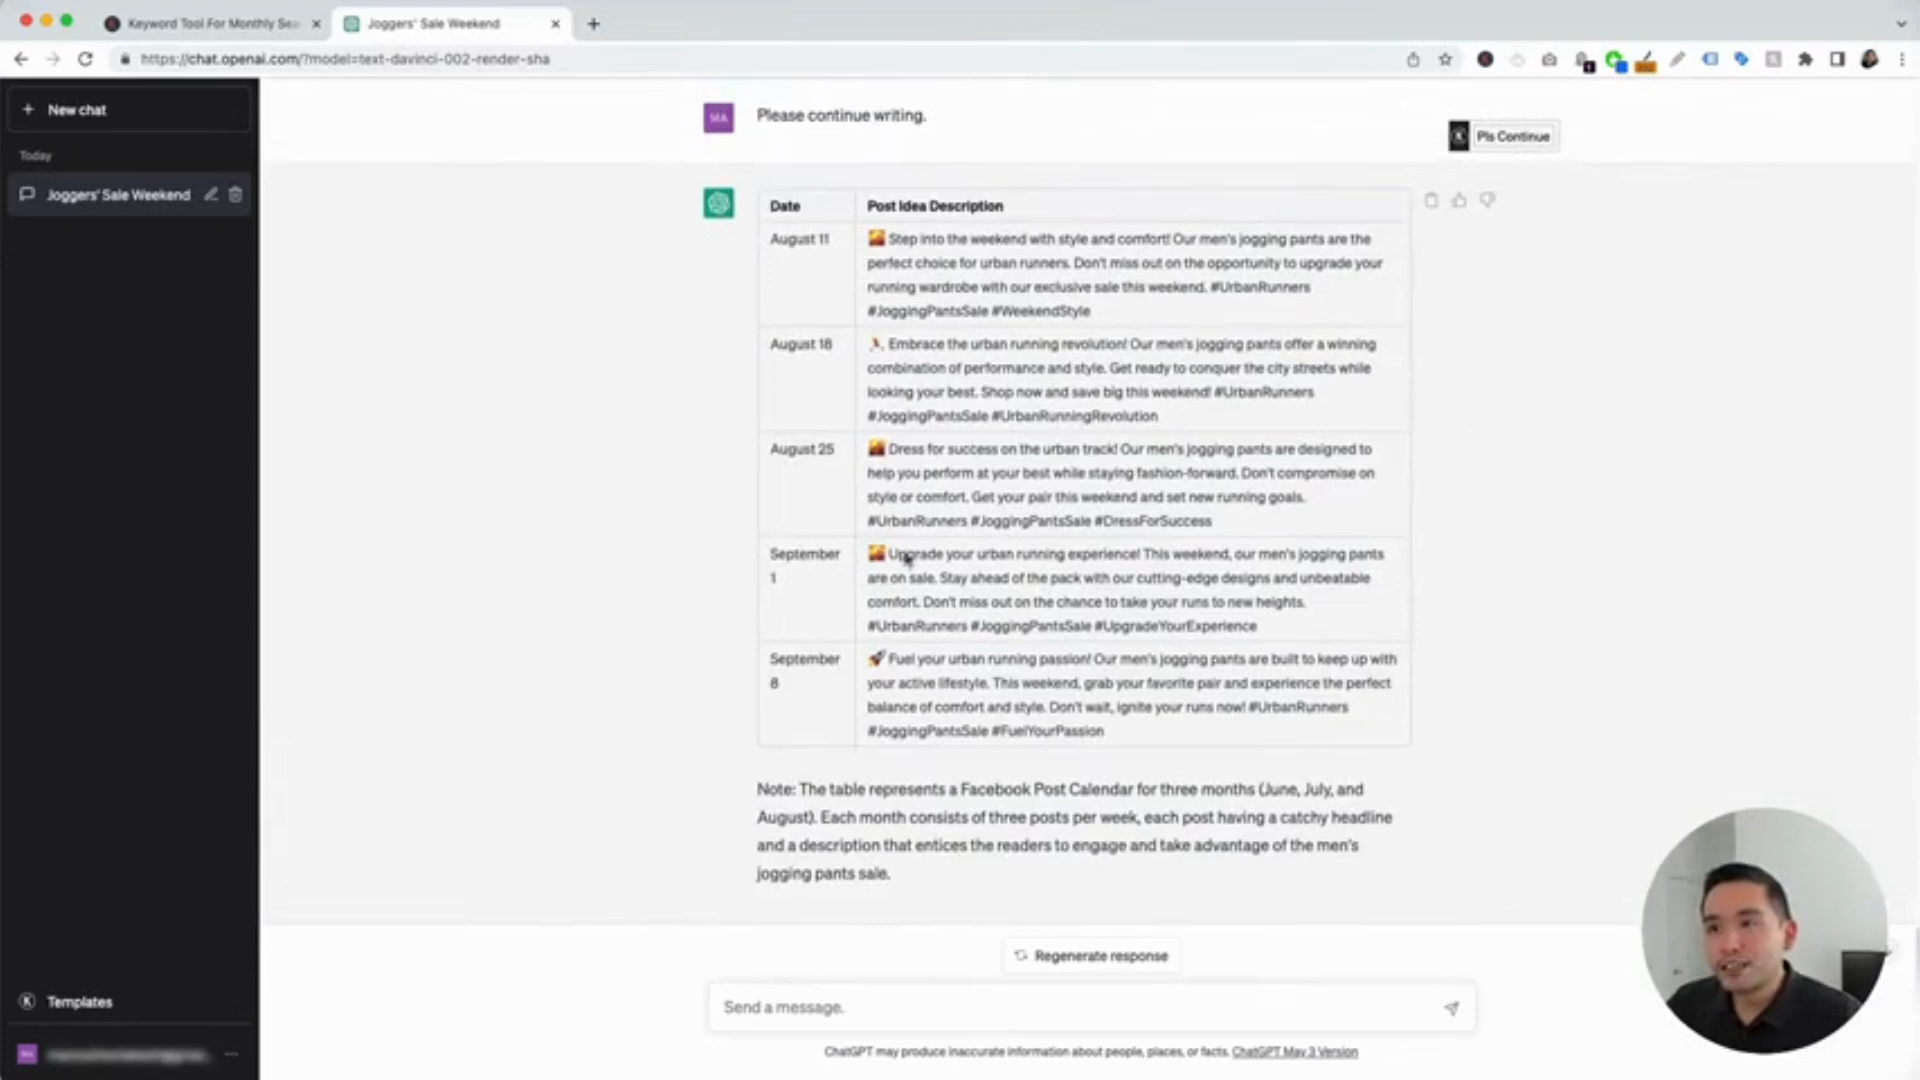 Keyword Tool For Monthly Sea
Joggers' Sale Weekend
https://chat.openai.com/?model=text-davinci-002-render-sha
New chat
Today
Joggers' Sale Weekend
Templates
MA
Please continue writing.
Pls Continue
Date
Post Idea Description
August 11
Step into the weekend with style and comfort! Our men's jogging pants are the
perfect choice for urban runners. Don't miss out on the opportunity to upgrade your
running wardrobe with our exclusive sale this weekend. #UrbanRunners
#JoggingPantsSale #WeekendStyle
August 18
Embrace the urban running revolution! Our men's jogging pants offer a winning
combination of performance and style. Get ready to conquer the city streets while
looking your best. Shop now and save big this weekend! #UrbanRunners
#JoggingPantsSale #UrbanRunningRevolution
August 25
Dress for success on the urban track! Our men's jogging pants are designed to
help you perform at your best while staying fashion-forward. Don't compromise on
style or comfort. Get your pair this weekend and set new running goals.
#UrbanRunners #JoggingPantsSale #DressForSuccess
September
1
Upgrade your urban running experience! This weekend, our men's jogging pants
are on sale. Stay ahead of the pack with our cutting-edge designs and unbeatable
comfort. Don't miss out on the chance to take your runs to new heights.
#UrbanRunners #JoggingPantsSale #UpgradeYourExperience
September
8
Fuel your urban running passion! Our men's jogging pants are built to keep up with
your active lifestyle. This weekend, grab your favorite pair and experience the perfect
balance of comfort and style. Don't wait, ignite your runs now! #UrbanRunners
#JoggingPantsSale #FuelYourPassion
Note: The table represents a Facebook Post Calendar for three months (June, July, and
August). Each month consists of three posts per week, each post having a catchy headline
and a description that entices the readers to engage and take advantage of the men's
jogging pants sale.
Regenerate response
Send a message.
ChatGPT may produce inaccurate information about people, places, or facts. ChatGPT May 3 Version